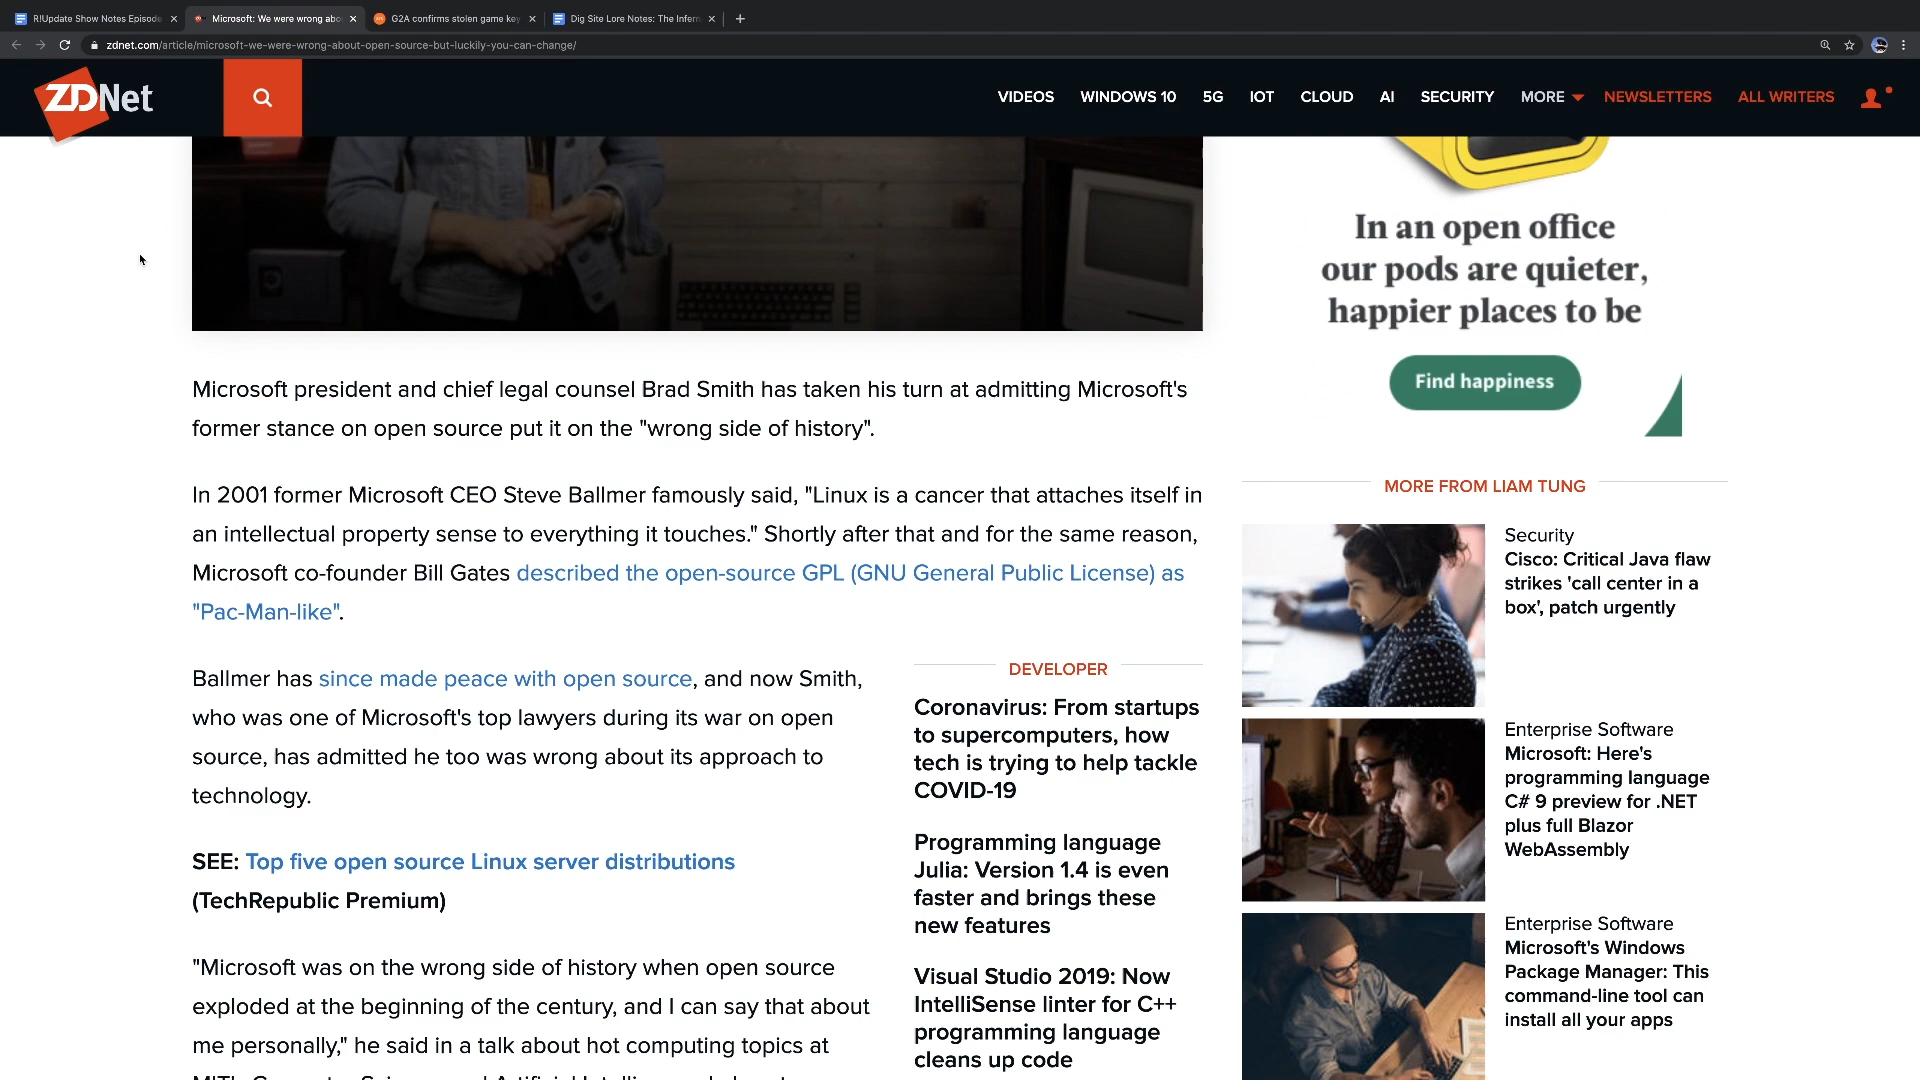 R!Update Show Notes Episode
Microsoft: We were wrong abo
G2A confirms stolen game key
Dig Site Lore Notes: The Infern
zdnet.com/article/microsoft-we-were-wrong-about-open-source-but-luckily-you-can-change/
ZDNet
VIDEOS
WINDOWS 10
5G
IOT
CLOUD
AI
SECURITY
MORE
NEWSLETTERS
ALL WRITERS
In an open office
our pods are quieter,
happier places to be
Find happiness
Microsoft president and chief legal counsel Brad Smith has taken his turn at admitting Microsoft's
former stance on open source put it on the "wrong side of history".
In 2001 former Microsoft CEO Steve Ballmer famously said, "Linux is a cancer that attaches itself in
an intellectual property sense to everything it touches." Shortly after that and for the same reason,
Microsoft co-founder Bill Gates described the open-source GPL (GNU General Public License) as
"Pac-Man-like".
Ballmer has since made peace with open source, and now Smith,
who was one of Microsoft's top lawyers during its war on open
source, has admitted he too was wrong about its approach to
technology.
SEE: Top five open source Linux server distributions
(TechRepublic Premium)
"Microsoft was on the wrong side of history when open source
exploded at the beginning of the century, and I can say that about
me personally," he said in a talk about hot computing topics at
DEVELOPER
Coronavirus: From startups
to supercomputers, how
tech is trying to help tackle
COVID-19
Programming language
Julia: Version 1.4 is even
faster and brings these
new features
Visual Studio 2019: Now
IntelliSense linter for C++
programming language
cleans up code
MORE FROM LIAM TUNG
Security
Cisco: Critical Java flaw
strikes 'call center in a
box', patch urgently
Enterprise Software
Microsoft: Here's
programming language
C# 9 preview for .NET
plus full Blazor
WebAssembly
Enterprise Software
Microsoft's Windows
Package Manager: This
command-line tool can
install all your apps